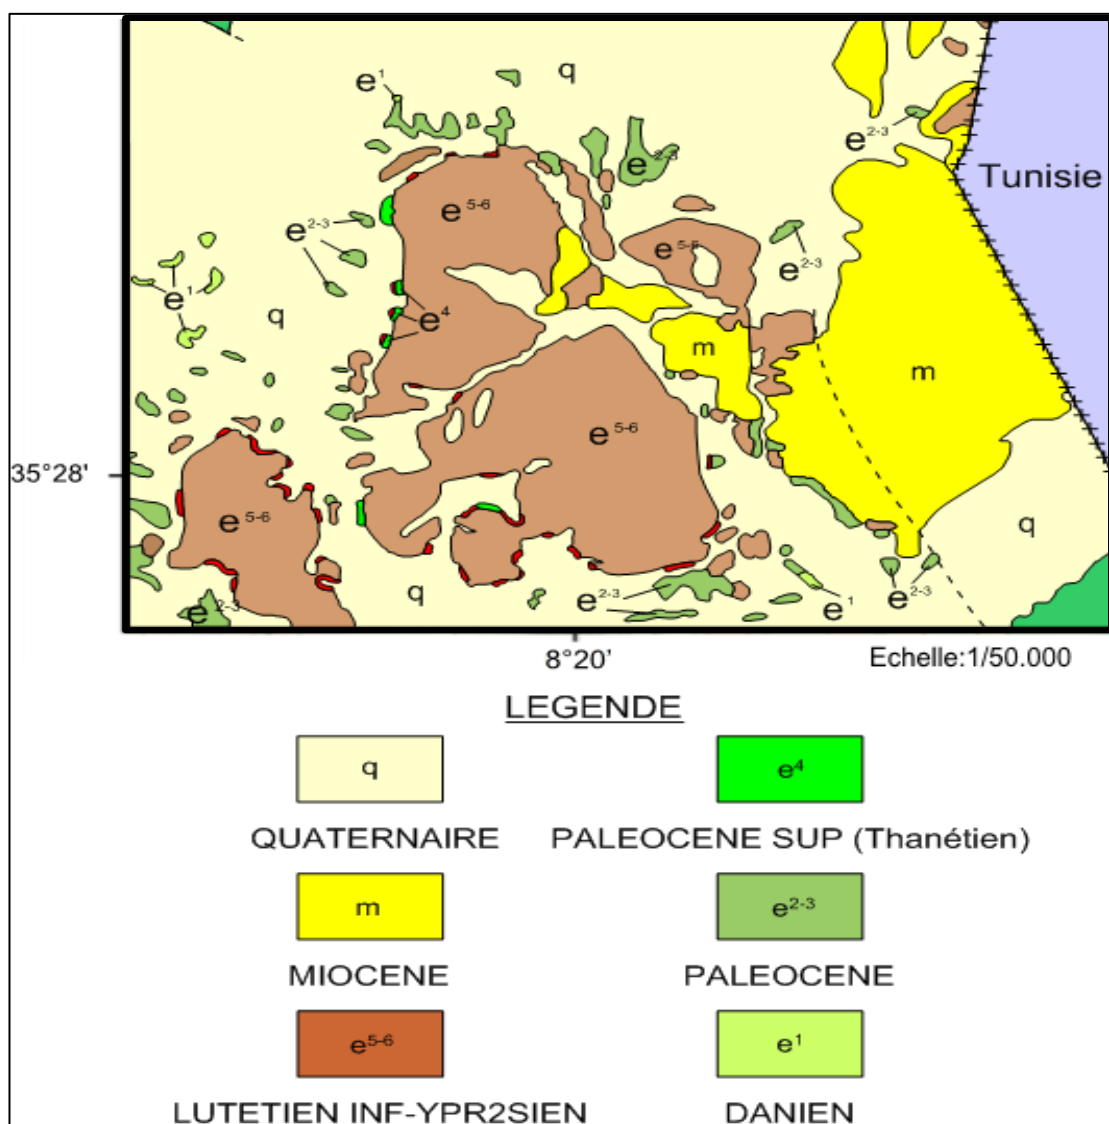 e1
q
e2-3
e2-3
Tunisie
e5-6
e2-3
e5-6
e2-3
e1
q
e4
m
m
e5-6
35°28'
e5-6
q
q
e2-3
e2-3
e1
e2-3
8°20'
Echelle:1/50.000
LEGENDE
q
e4
QUATERNAIRE
PALEOCENE SUP (Thanétien)
m
e2-3
MIOCENE
PALEOCENE
e5-6
e1
LUTETIEN INF-YPR2SIEN
DANIEN